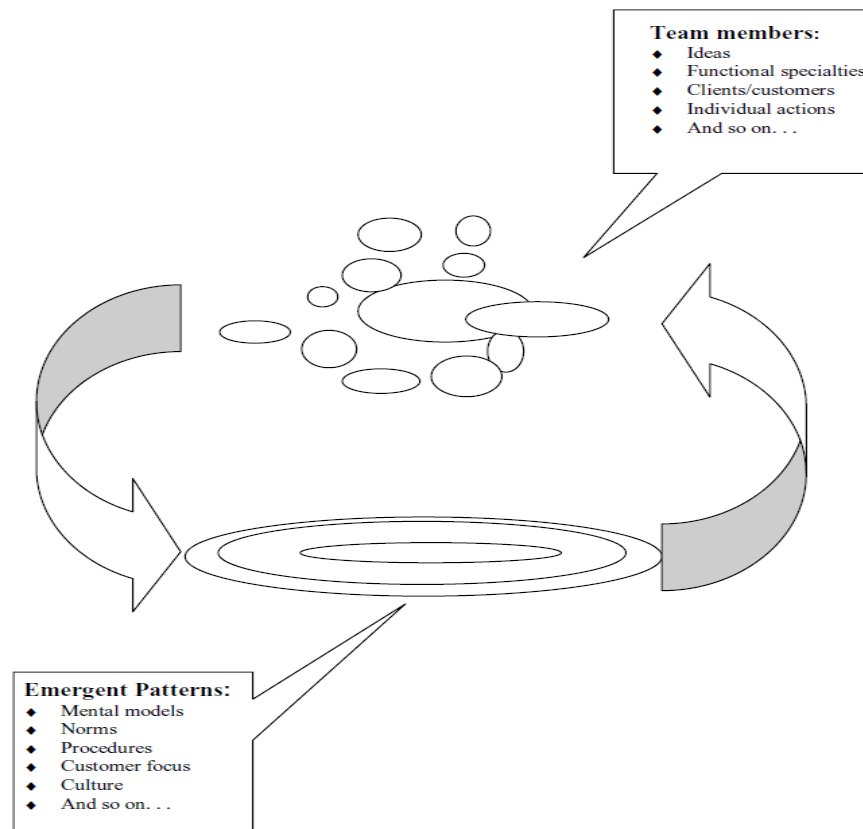 Team members:
◆ Ideas
◆ Functional specialties
◆ Clients/customers
◆ Individual actions
◆ And so on. . .
Emergent Patterns:
◆ Mental models
◆ Norms
◆ Procedures
◆ Customer focus
◆ Culture
◆ And so on. . .